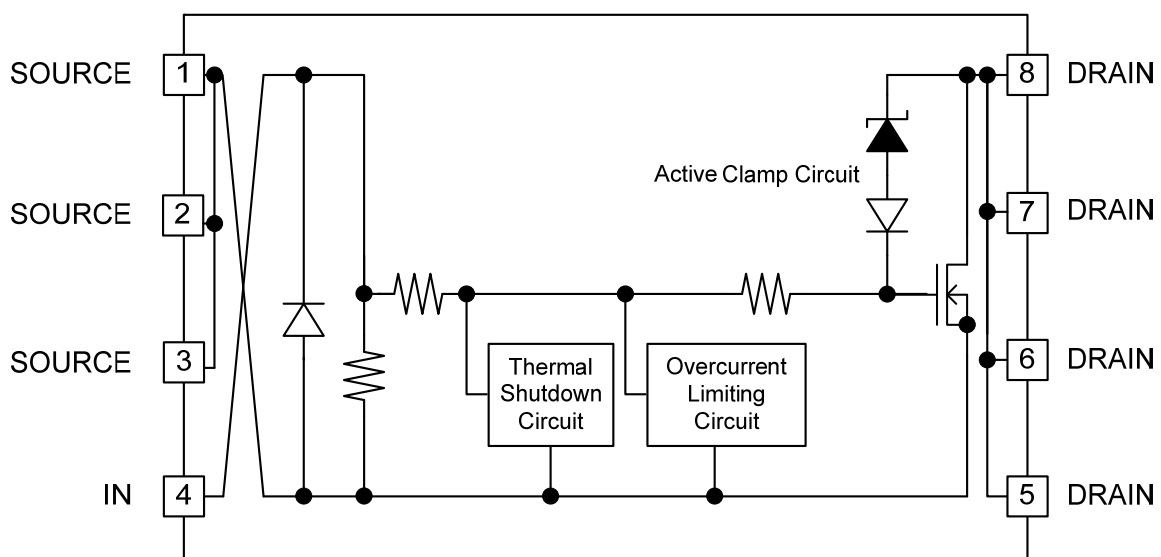 SOURCE 1 8 DRAIN
Active Clamp Circuit
SOURCE 2 7 DRAIN
SOURCE 3 6 DRAIN
Thermal
Shutdown
Circuit
Overcurrent
Limiting
Circuit
IN 4 5 DRAIN